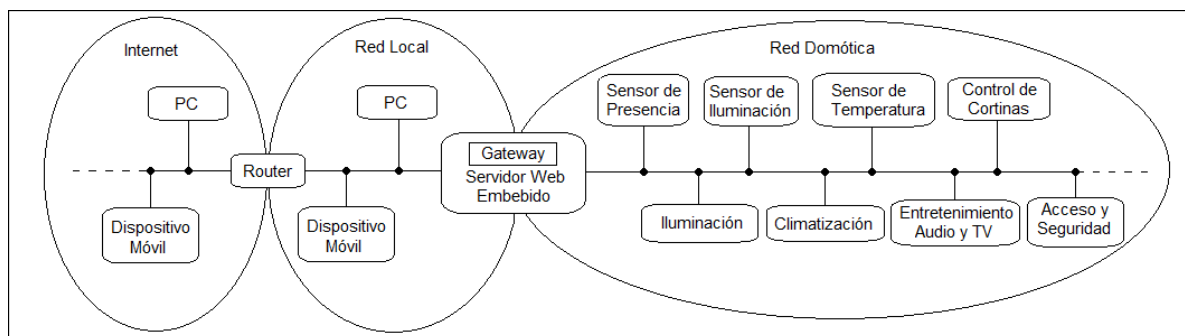 Internet
PC
Dispositivo
Móvil
Router
Red Local
PC
Dispositivo
Móvil
Gateway
Servidor Web
Embebido
Red Domótica
Sensor de
Presencia
Sensor de
Iluminación
Sensor de
Temperatura
Control de
Cortinas
Iluminación
Climatización
Entretenimiento
Audio y TV
Acceso y
Seguridad